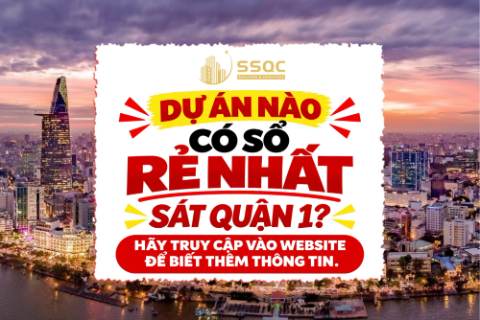 SSQC
DỰ ÁN NÀO
CÓ SỔ
RẺ NHẤT
SÁT QUẬN 1?
HÃY TRUY CẬP VÀO WEBSITE
ĐỂ BIẾT THÊM THÔNG TIN.